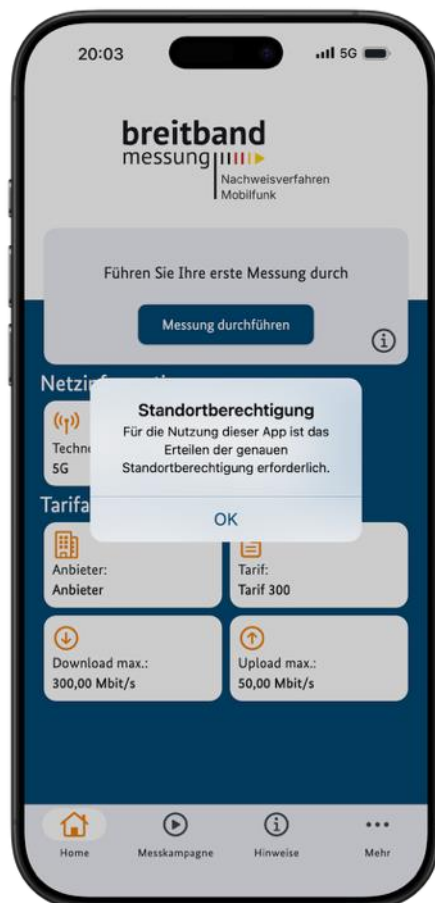 20:03
5G
breitband
messung
Nachweisverfahren
Mobilfunk
Führen Sie Ihre erste Messung durch
Messung durchführen
Standortberechtigung
Für die Nutzung dieser App ist das
Erteilen der genauen
Standortberechtigung erforderlich.
OK
5G
Anbieter:
Anbieter
Tarif:
Tarif 300
Download max.:
300,00 Mbit/s
Upload max.:
50,00 Mbit/s
Home
Messkampagne
Hinweise
Mehr